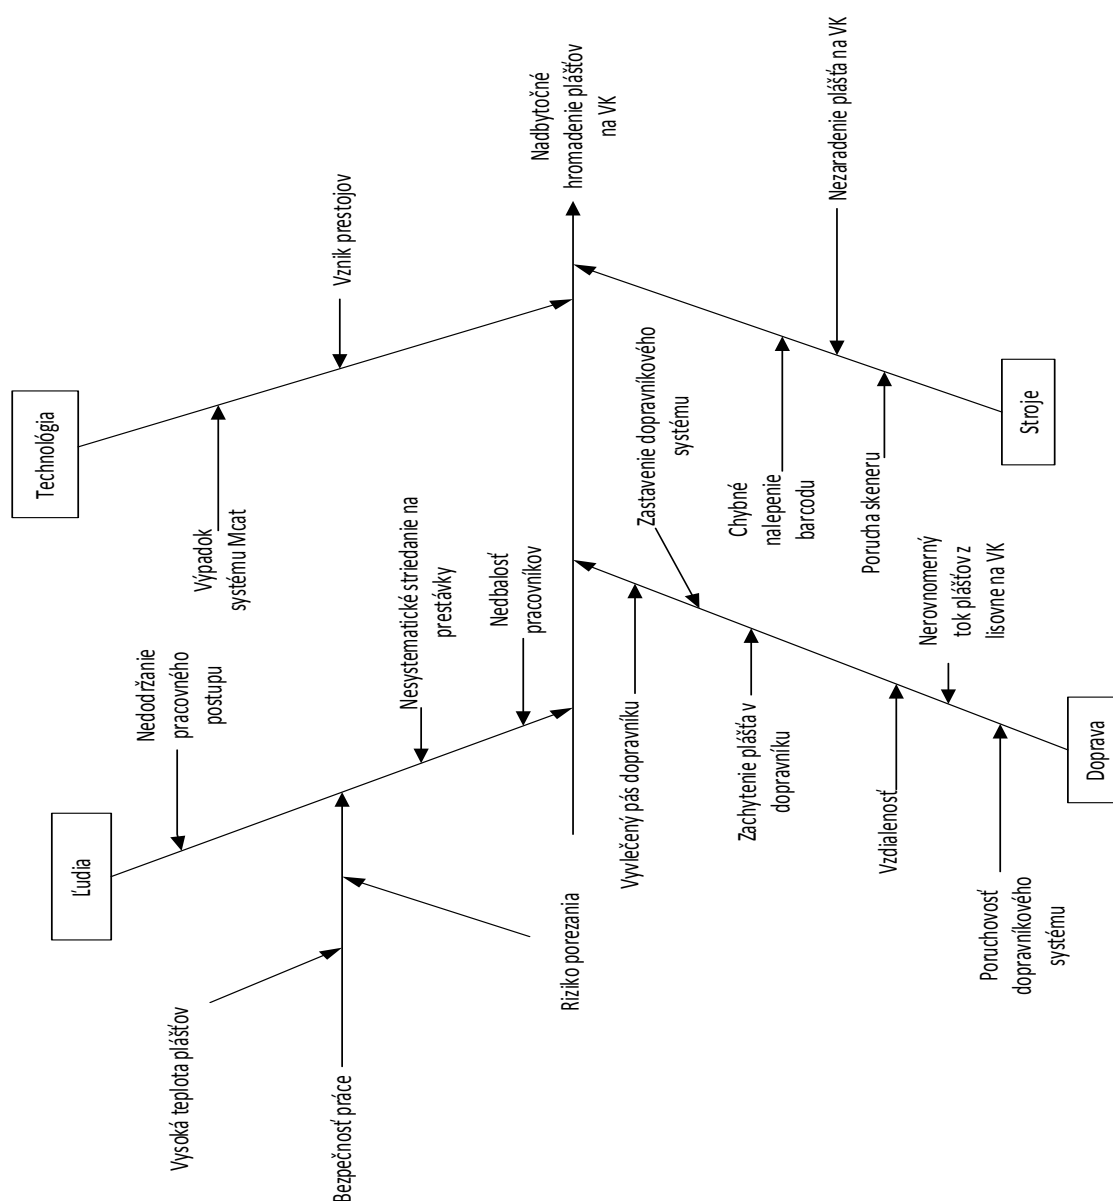 Ľudia
Technológia
Nedodržanie
pracovného
postupu
Výpadok
systému Mcat
Vznik prestojov
Vysoká teplota plášťov
Bezpečnosť práce
Nesystematické striedanie na
prestávky
Nedbalosť
pracovníkov
Riziko porezania
Nadbytočné
hromadenie plášťov
na VK
Vyvlečený pás dopravníku
Zastavenie dopravníkového
systému
Zachytenie plášťa v
dopravníku
Chybné
nalepenie
barcodu
Nezaradenie plášťa na VK
Porucha skeneru
Vzdialenosť
Nerovnomerný
tok plášťov z
lisovne na VK
Poruchovosť
dopravníkového
systému
Doprava
Stroje